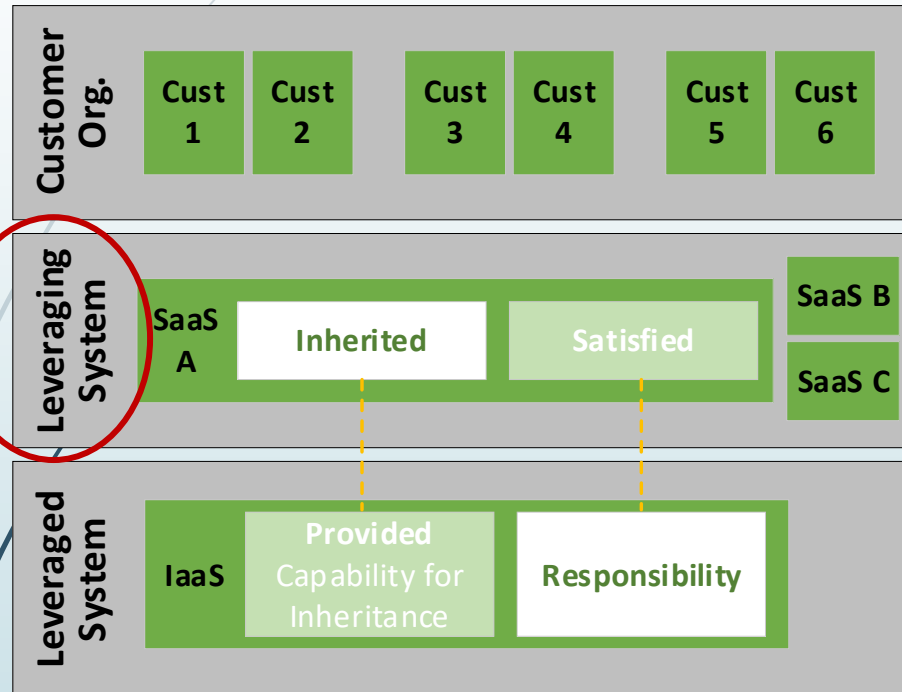 Customer
Org.
Cust
1
Cust
2
Cust
3
Cust
4
Cust
5
Cust
6
Leveraging
System
SaaS
A
Inherited
Satisfied
SaaS B
SaaS C
Leveraged
System
IaaS
Provided
Capability for
Inheritance
Responsibility